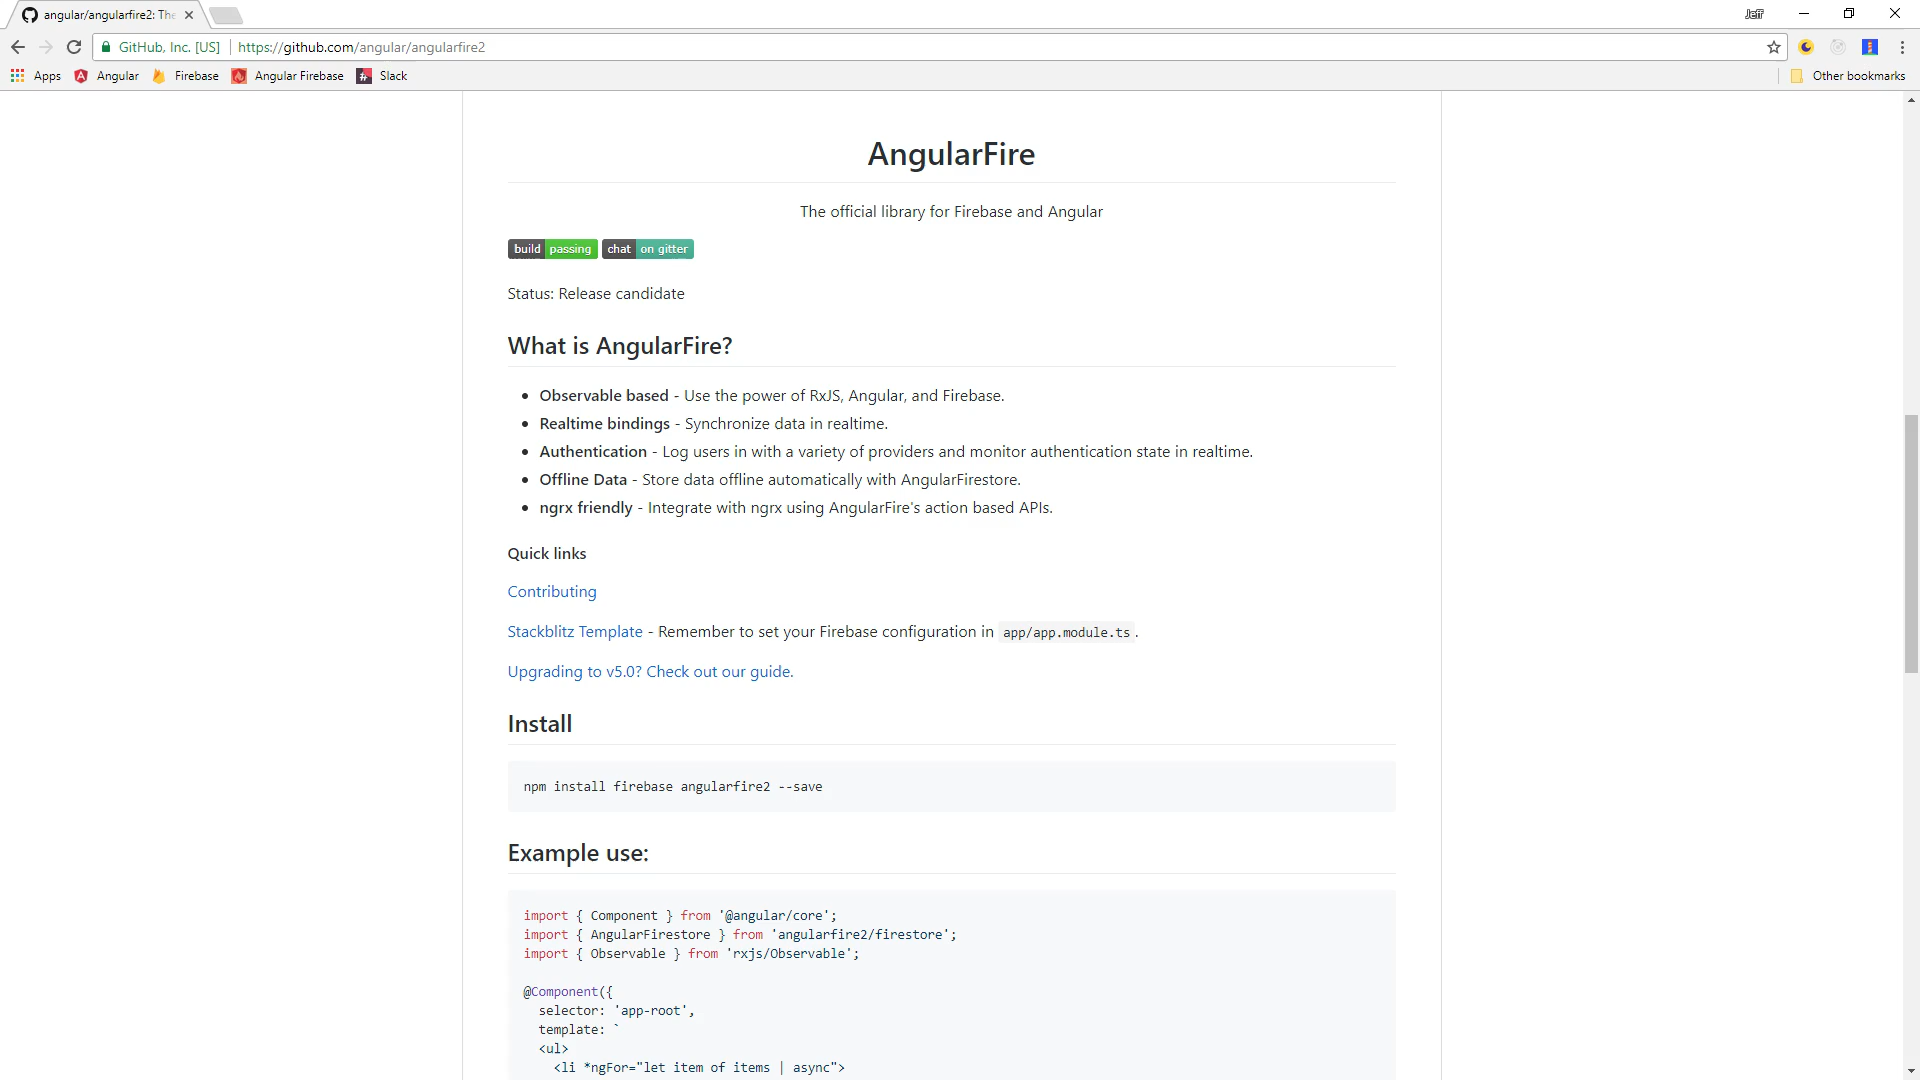 angular/angularfire2: The
Jeff
GitHub, Inc. [US] | https://github.com/angular/angularfire2
Apps Angular Firebase Angular Firebase Slack Other bookmarks
AngularFire
The official library for Firebase and Angular
build passing chat on gitter
Status: Release candidate
What is AngularFire?
• Observable based - Use the power of RxJS, Angular, and Firebase.
• Realtime bindings - Synchronize data in realtime.
• Authentication - Log users in with a variety of providers and monitor authentication state in realtime.
• Offline Data - Store data offline automatically with AngularFirestore.
• ngrx friendly - Integrate with ngrx using AngularFire's action based APIs.
Quick links
Contributing
Stackblitz Template - Remember to set your Firebase configuration in app/app.module.ts.
Upgrading to v5.0? Check out our guide.
Install
npm install firebase angularfire2 --save
Example use:
import { Component } from '@angular/core';
import { AngularFirestore } from 'angularfire2/firestore';
import { Observable } from 'rxjs/Observable';
@Component({
selector: 'app-root',
template: `
<ul>
<li *ngFor="let item of items | async">